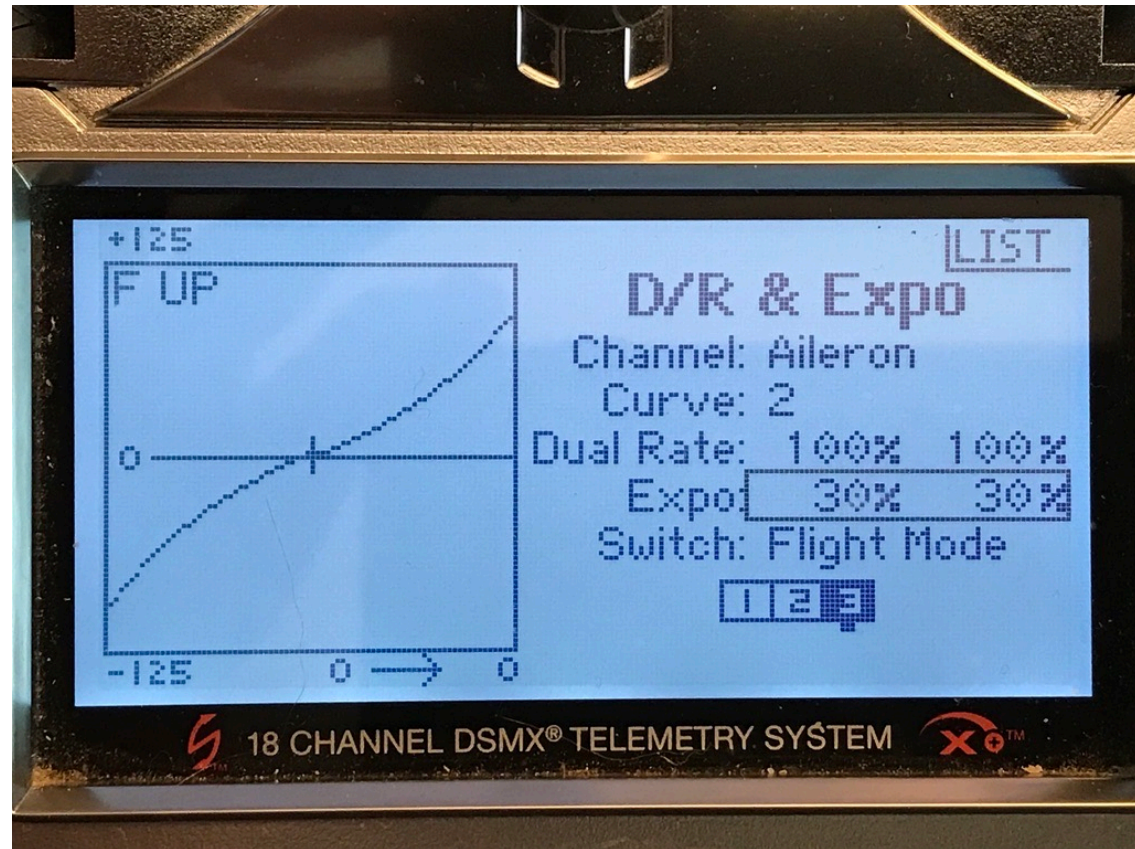 +125
LIST
F UP
D/R & Expo
Channel: Aileron
Curve: 2
0
Dual Rate: 100% 100%
Expo: 30% 30%
Switch: Flight Mode
1 2 3
-125 0 → 0
18 CHANNEL DSMX® TELEMETRY SYSTEM X+™